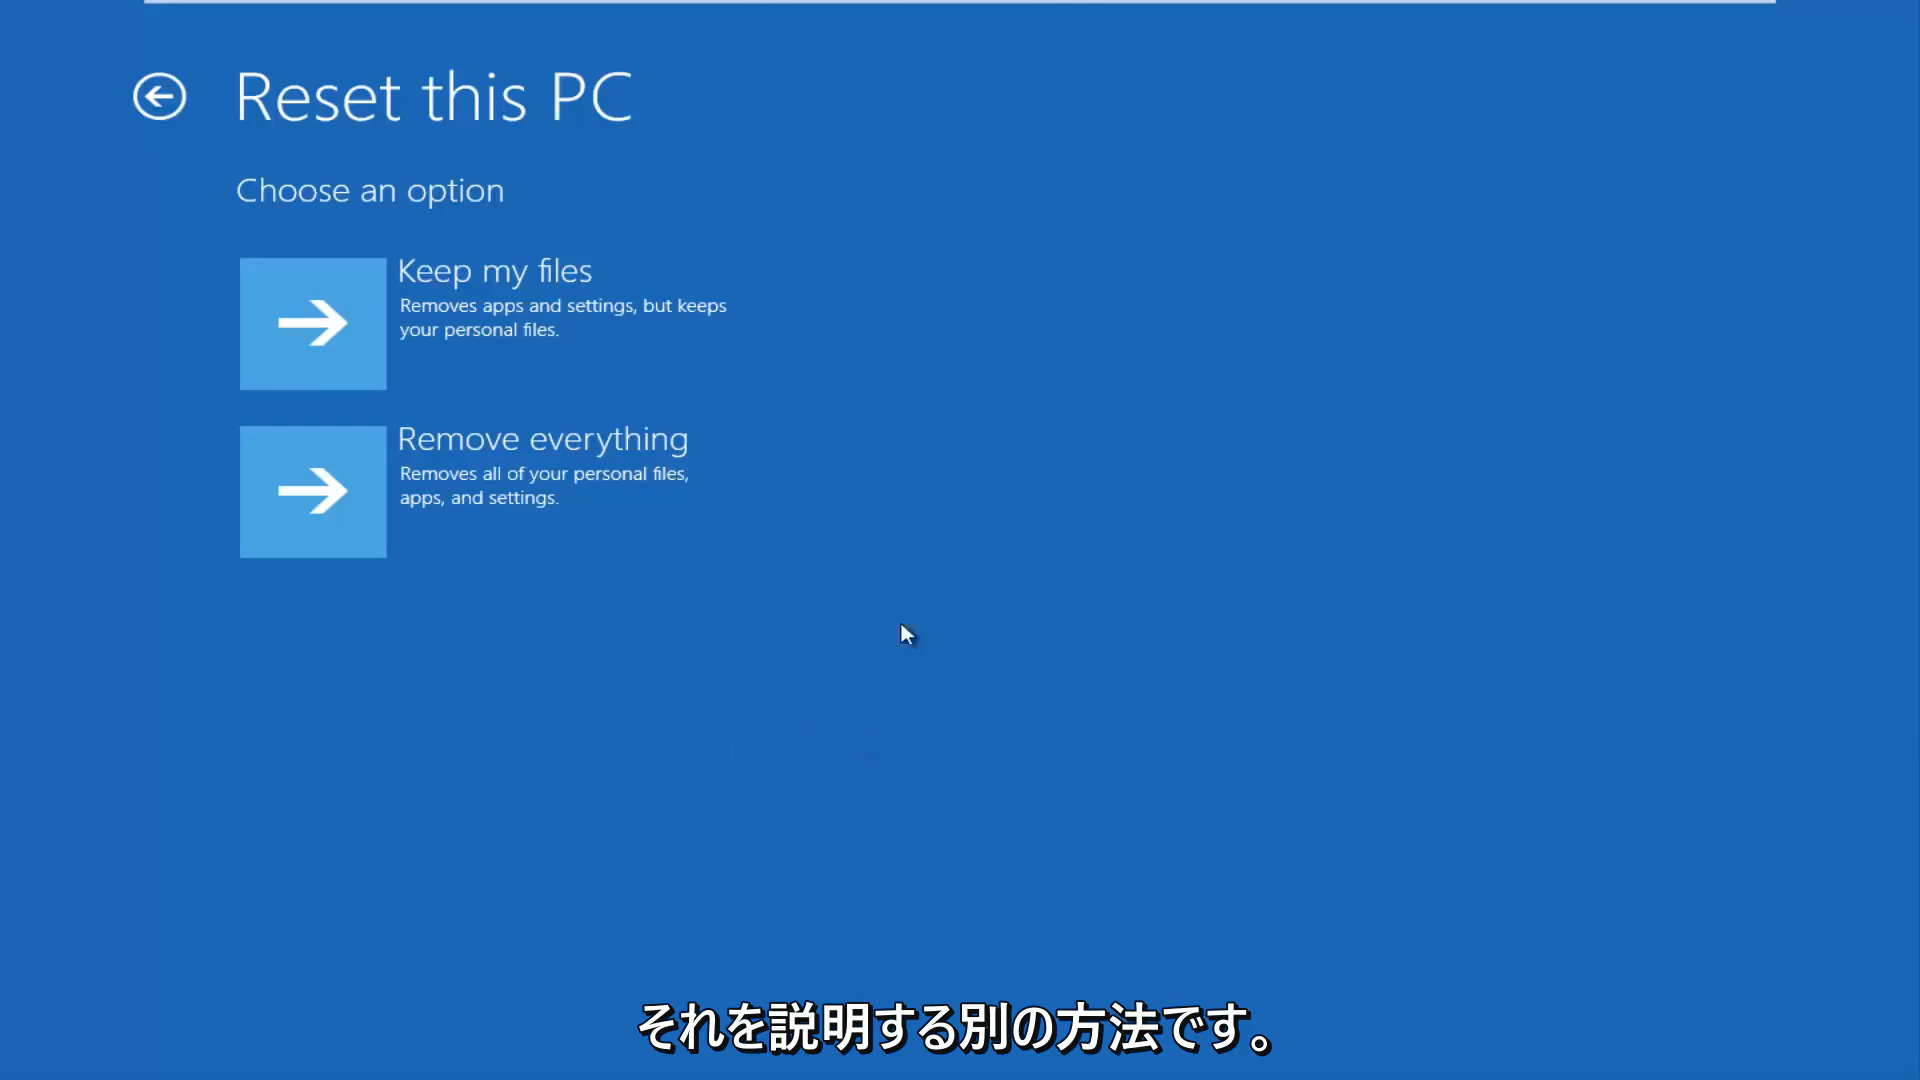 Reset this PC
Choose an option
Keep my files
Removes apps and settings, but keeps
your personal files.
Remove everything
Removes all of your personal files,
apps, and settings.
それを説明する別の方法です。